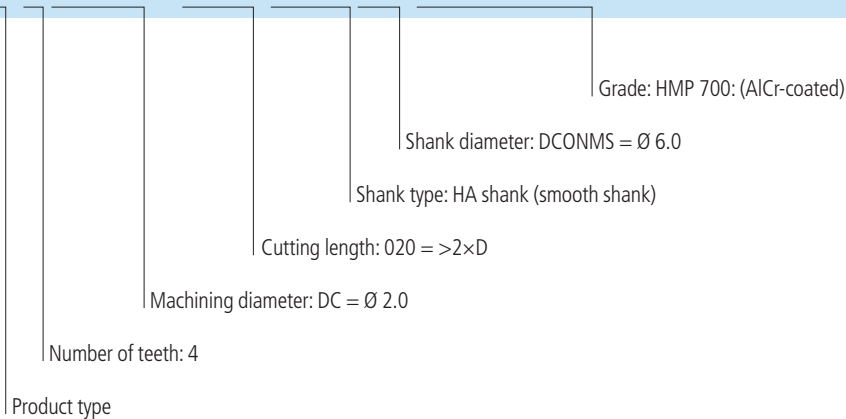 Grade: HMP 700: (AlCr-coated)
Shank diameter: DCONMS = Ø 6.0
Shank type: HA shank (smooth shank)
Cutting length: 020 = >2×D
Machining diameter: DC = Ø 2.0
Number of teeth: 4
Product type